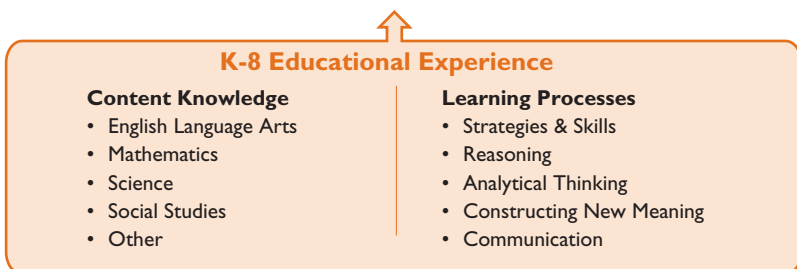 K-8 Educational Experience
Content Knowledge
• English Language Arts
• Mathematics
• Science
• Social Studies
• Other
Learning Processes
• Strategies & Skills
• Reasoning
• Analytical Thinking
• Constructing New Meaning
• Communication